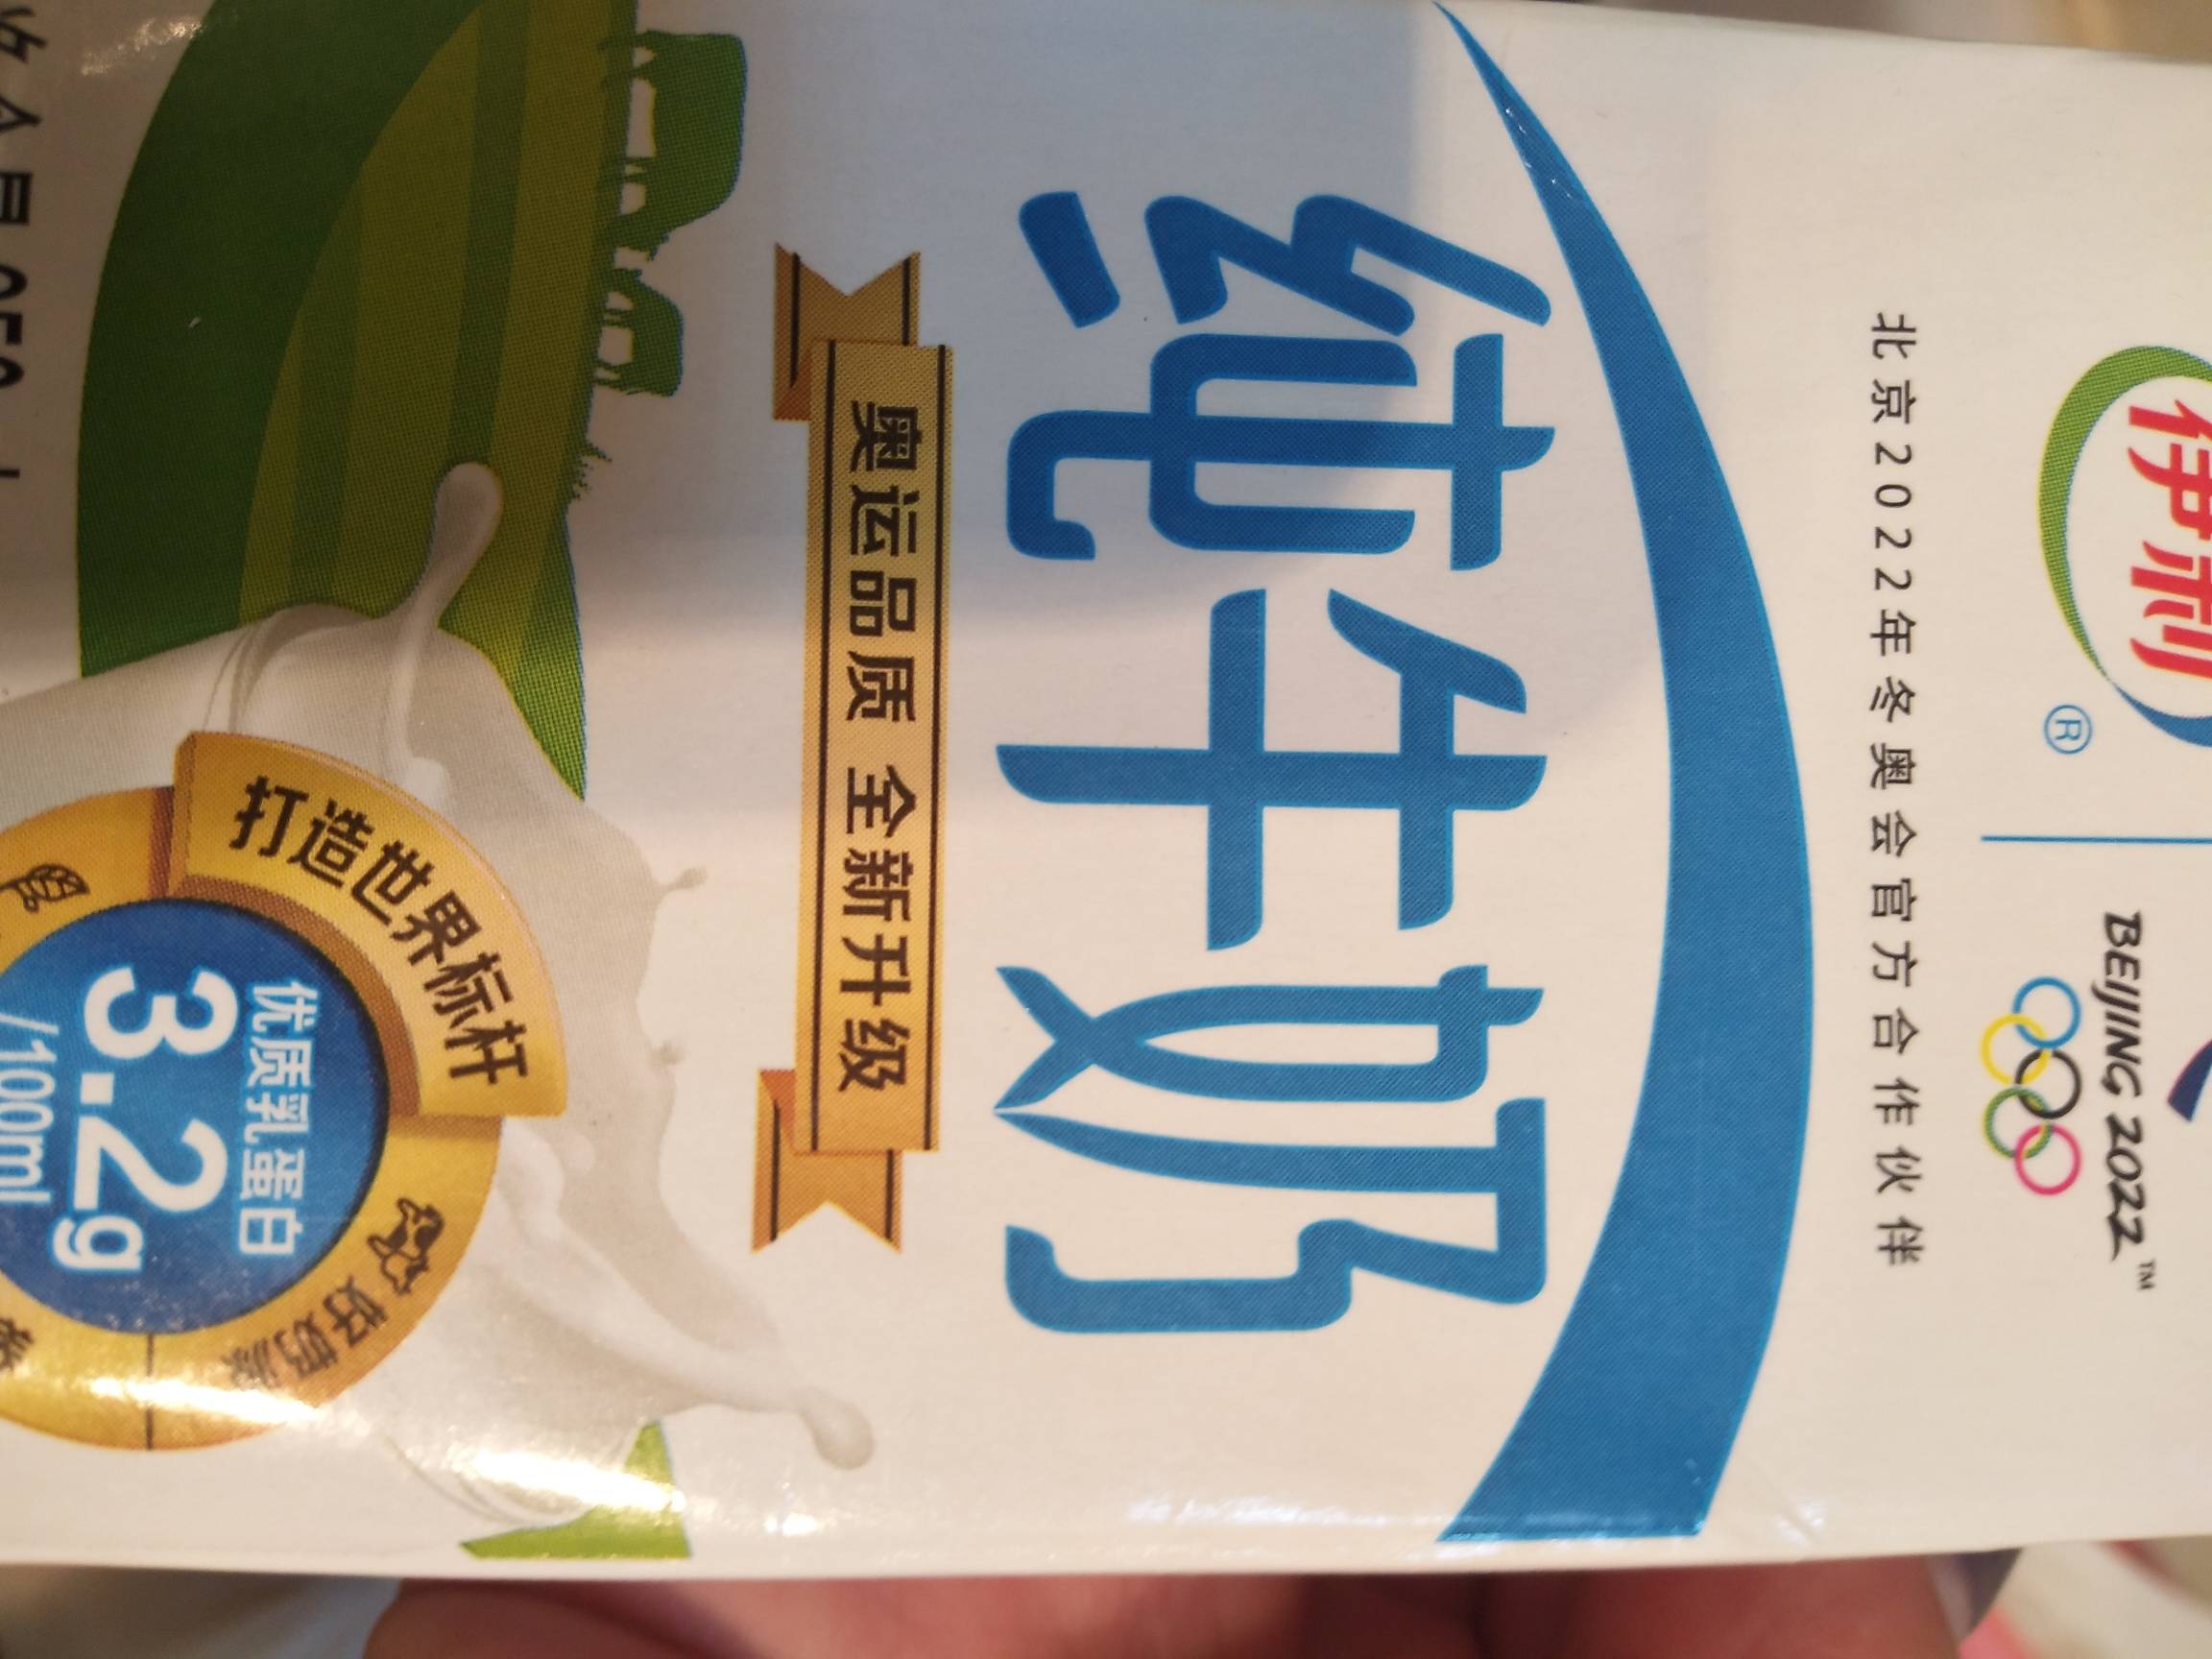 伊利
®
BEIJING 2022™
北京2022年冬奥会官方合作伙伴
纯牛奶
奥运品质 全新升级
打造世界标杆
优质乳蛋白
3.2g
/100ml